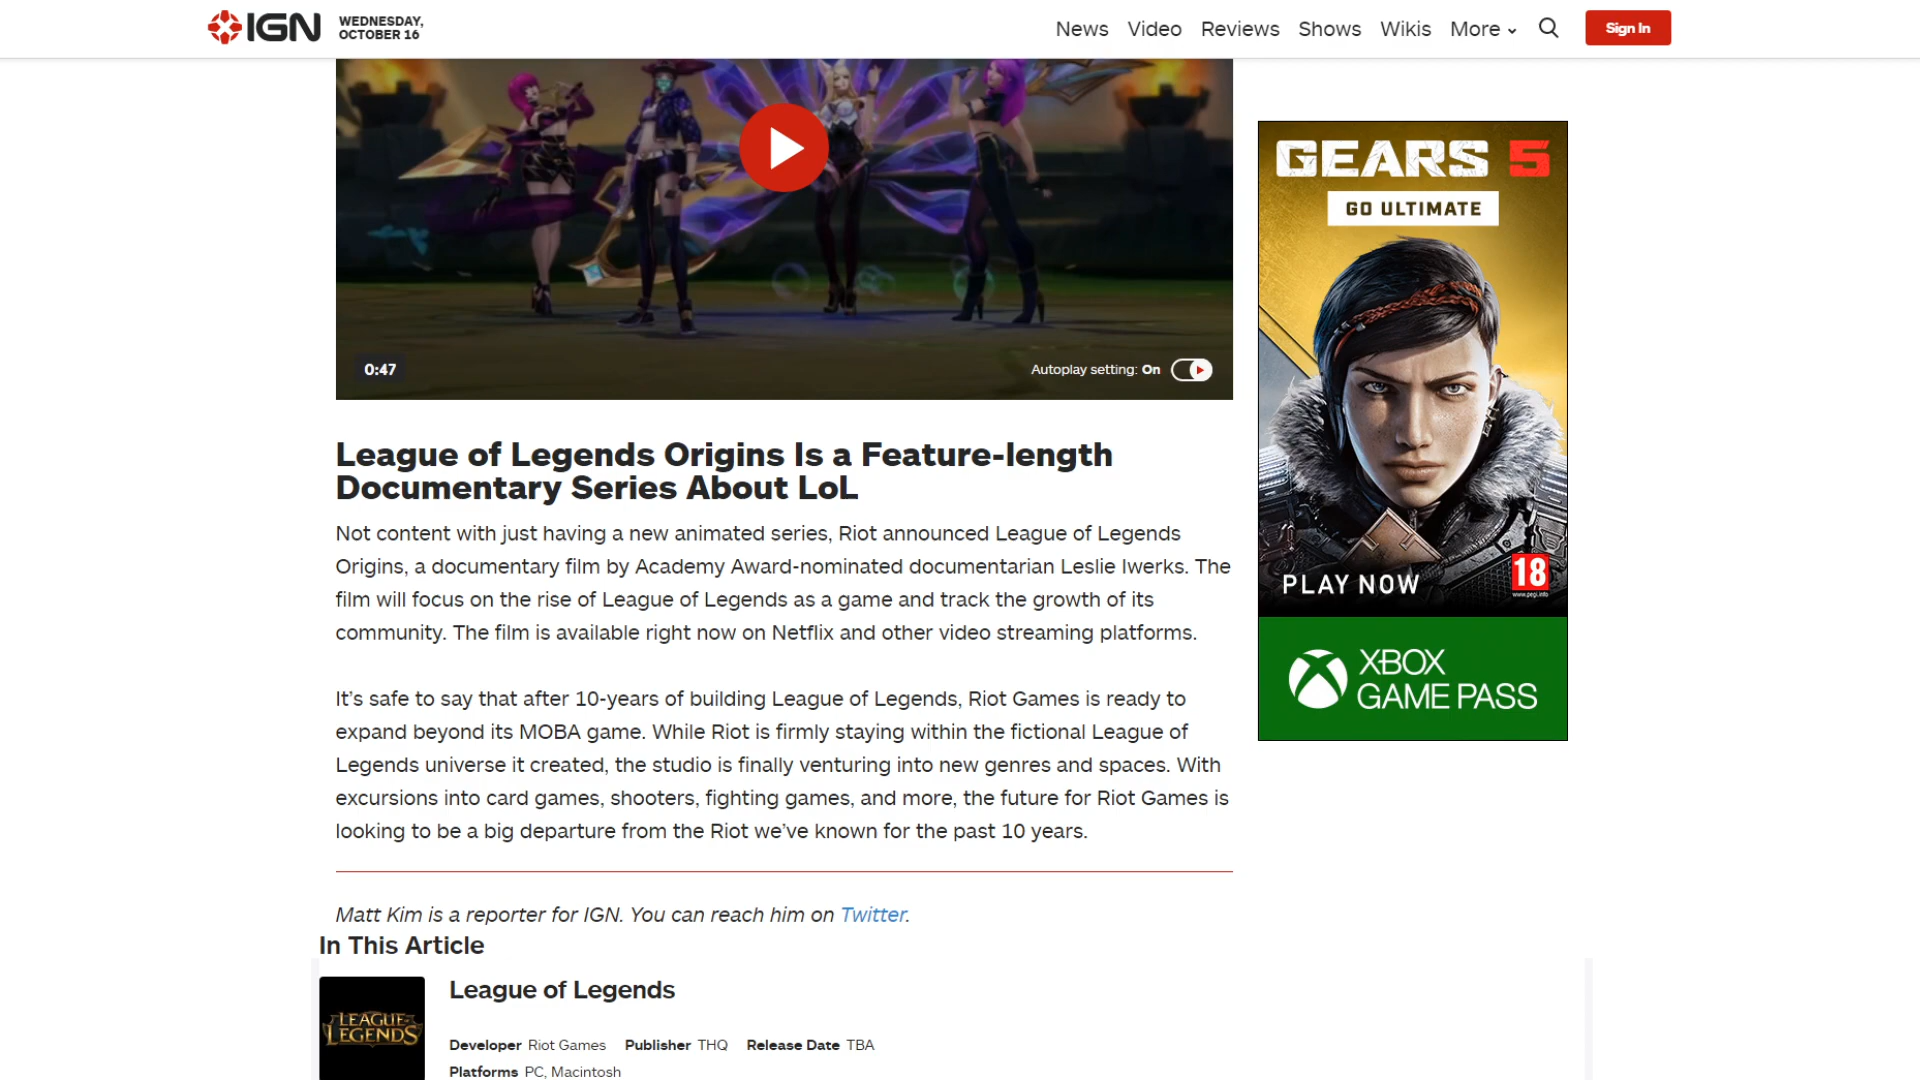 IGN
WEDNESDAY,
OCTOBER 16
News Video Reviews Shows Wikis More
Sign In
0:47
Autoplay setting: On
League of Legends Origins Is a Feature-length
Documentary Series About LoL
Not content with just having a new animated series, Riot announced League of Legends
Origins, a documentary film by Academy Award-nominated documentarian Leslie Iwerks. The
film will focus on the rise of League of Legends as a game and track the growth of its
community. The film is available right now on Netflix and other video streaming platforms.
It’s safe to say that after 10-years of building League of Legends, Riot Games is ready to
expand beyond its MOBA game. While Riot is firmly staying within the fictional League of
Legends universe it created, the studio is finally venturing into new genres and spaces. With
excursions into card games, shooters, fighting games, and more, the future for Riot Games is
looking to be a big departure from the Riot we’ve known for the past 10 years.
Matt Kim is a reporter for IGN. You can reach him on Twitter.
In This Article
LEAGUE OF
LEGENDS
League of Legends
Developer Riot Games Publisher THQ Release Date TBA
Platforms PC, Macintosh
GEARS 5
GO ULTIMATE
PLAY NOW
18
www.pegi.info
XBOX
GAME PASS